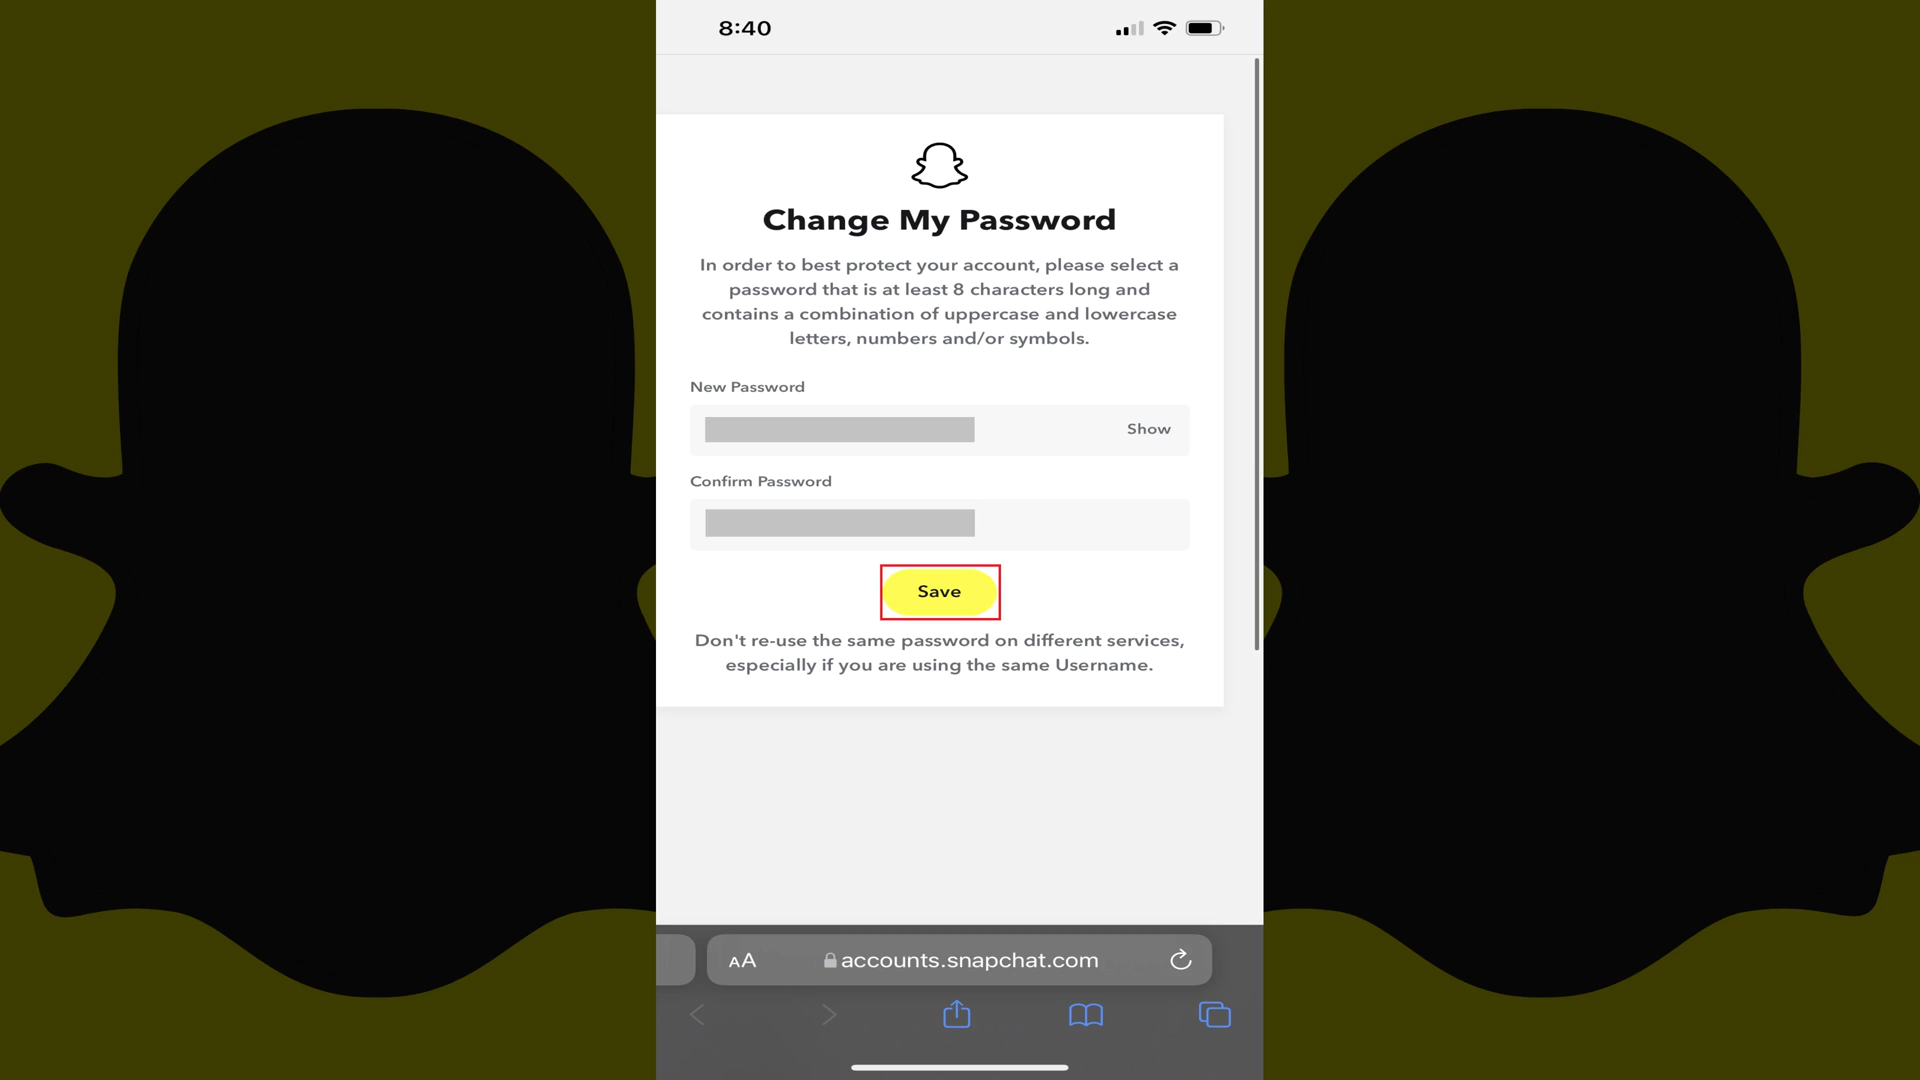 8:40
Change My Password
In order to best protect your account, please select a
password that is at least 8 characters long and
contains a combination of uppercase and lowercase
letters, numbers and/or symbols.
New Password
Show
Confirm Password
Save
Don't re-use the same password on different services,
especially if you are using the same Username.
AA accounts.snapchat.com